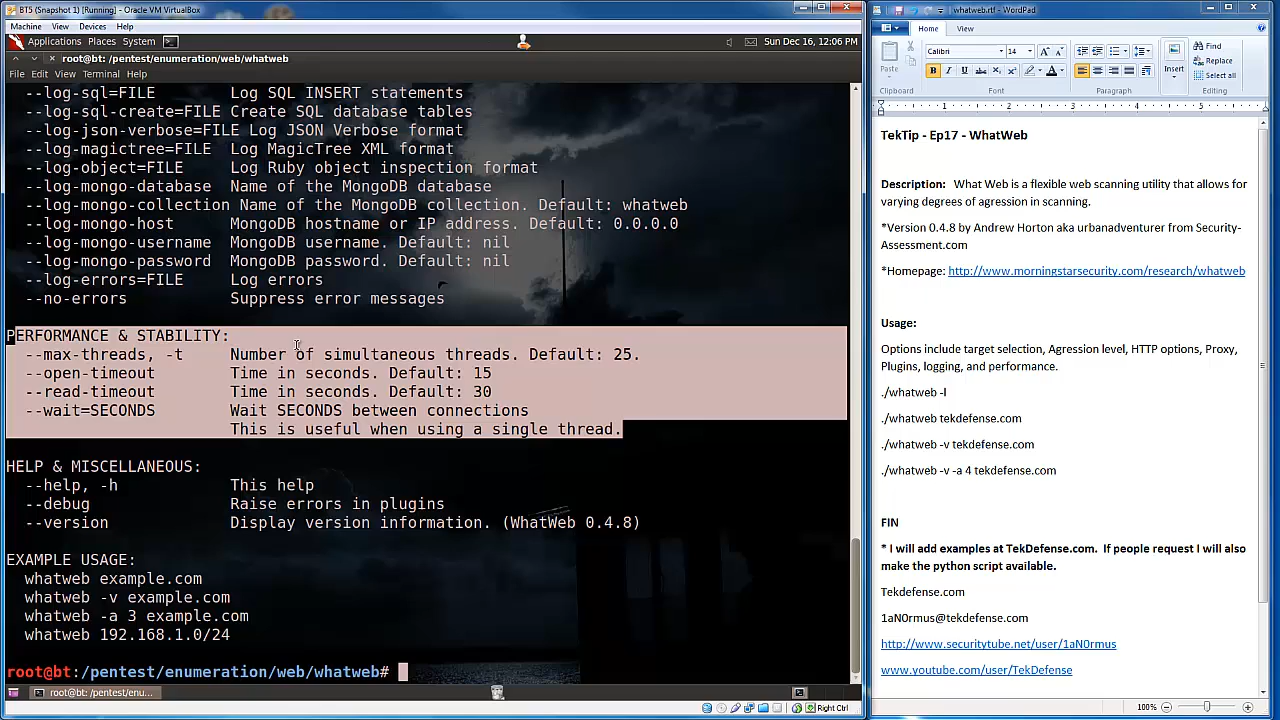 BT5 (Snapshot 1) [Running] - Oracle VM VirtualBox
Machine View Devices Help
Applications Places System
Sun Dec 16, 12:06 PM
root@bt: /pentest/enumeration/web/whatweb
File Edit View Terminal Help
--log-sql=FILE Log SQL INSERT statements
--log-sql-create=FILE Create SQL database tables
--log-json-verbose=FILE Log JSON Verbose format
--log-magictree=FILE Log MagicTree XML format
--log-object=FILE Log Ruby object inspection format
--log-mongo-database Name of the MongoDB database
--log-mongo-collection Name of the MongoDB collection. Default: whatweb
--log-mongo-host MongoDB hostname or IP address. Default: 0.0.0.0
--log-mongo-username MongoDB username. Default: nil
--log-mongo-password MongoDB password. Default: nil
--log-errors=FILE Log errors
--no-errors Suppress error messages
PERFORMANCE & STABILITY:
--max-threads, -t Number of simultaneous threads. Default: 25.
--open-timeout Time in seconds. Default: 15
--read-timeout Time in seconds. Default: 30
--wait=SECONDS Wait SECONDS between connections
This is useful when using a single thread.
HELP & MISCELLANEOUS:
--help, -h This help
--debug Raise errors in plugins
--version Display version information. (WhatWeb 0.4.8)
EXAMPLE USAGE:
whatweb example.com
whatweb -v example.com
whatweb -a 3 example.com
whatweb 192.168.1.0/24
root@bt:/pentest/enumeration/web/whatweb#
root@bt: /pentest/enu...
Right Ctrl
whatweb.rtf - WordPad
Home View
Paste
Calibri 14
Insert
Find
Replace
Select all
Clipboard Font Paragraph Editing
1 2 3 4 5
TekTip - Ep17 - WhatWeb
Description: What Web is a flexible web scanning utility that allows for
varying degrees of agression in scanning.
*Version 0.4.8 by Andrew Horton aka urbanadventurer from Security-
Assessment.com
*Homepage: http://www.morningstarsecurity.com/research/whatweb
Usage:
Options include target selection, Agression level, HTTP options, Proxy,
Plugins, logging, and performance.
./whatweb -l
./whatweb tekdefense.com
./whatweb -v tekdefense.com
./whatweb -v -a 4 tekdefense.com
FIN
* I will add examples at TekDefense.com. If people request I will also
make the python script available.
Tekdefense.com
1aN0rmus@tekdefense.com
http://www.securitytube.net/user/1aN0rmus
www.youtube.com/user/TekDefense
100%